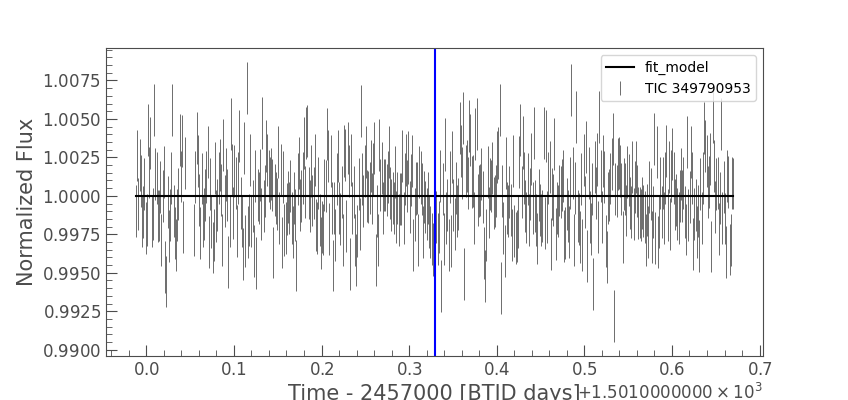 fit_model
TIC 349790953
1.0075
1.0050
1.0025
1.0000
0.9975
0.9950
0.9925
0.9900
Normalized Flux
0.0 0.1 0.2 0.3 0.4 0.5 0.6 0.7
Time - 2457000 [BTJD days]
+1.5010000000 × 10³